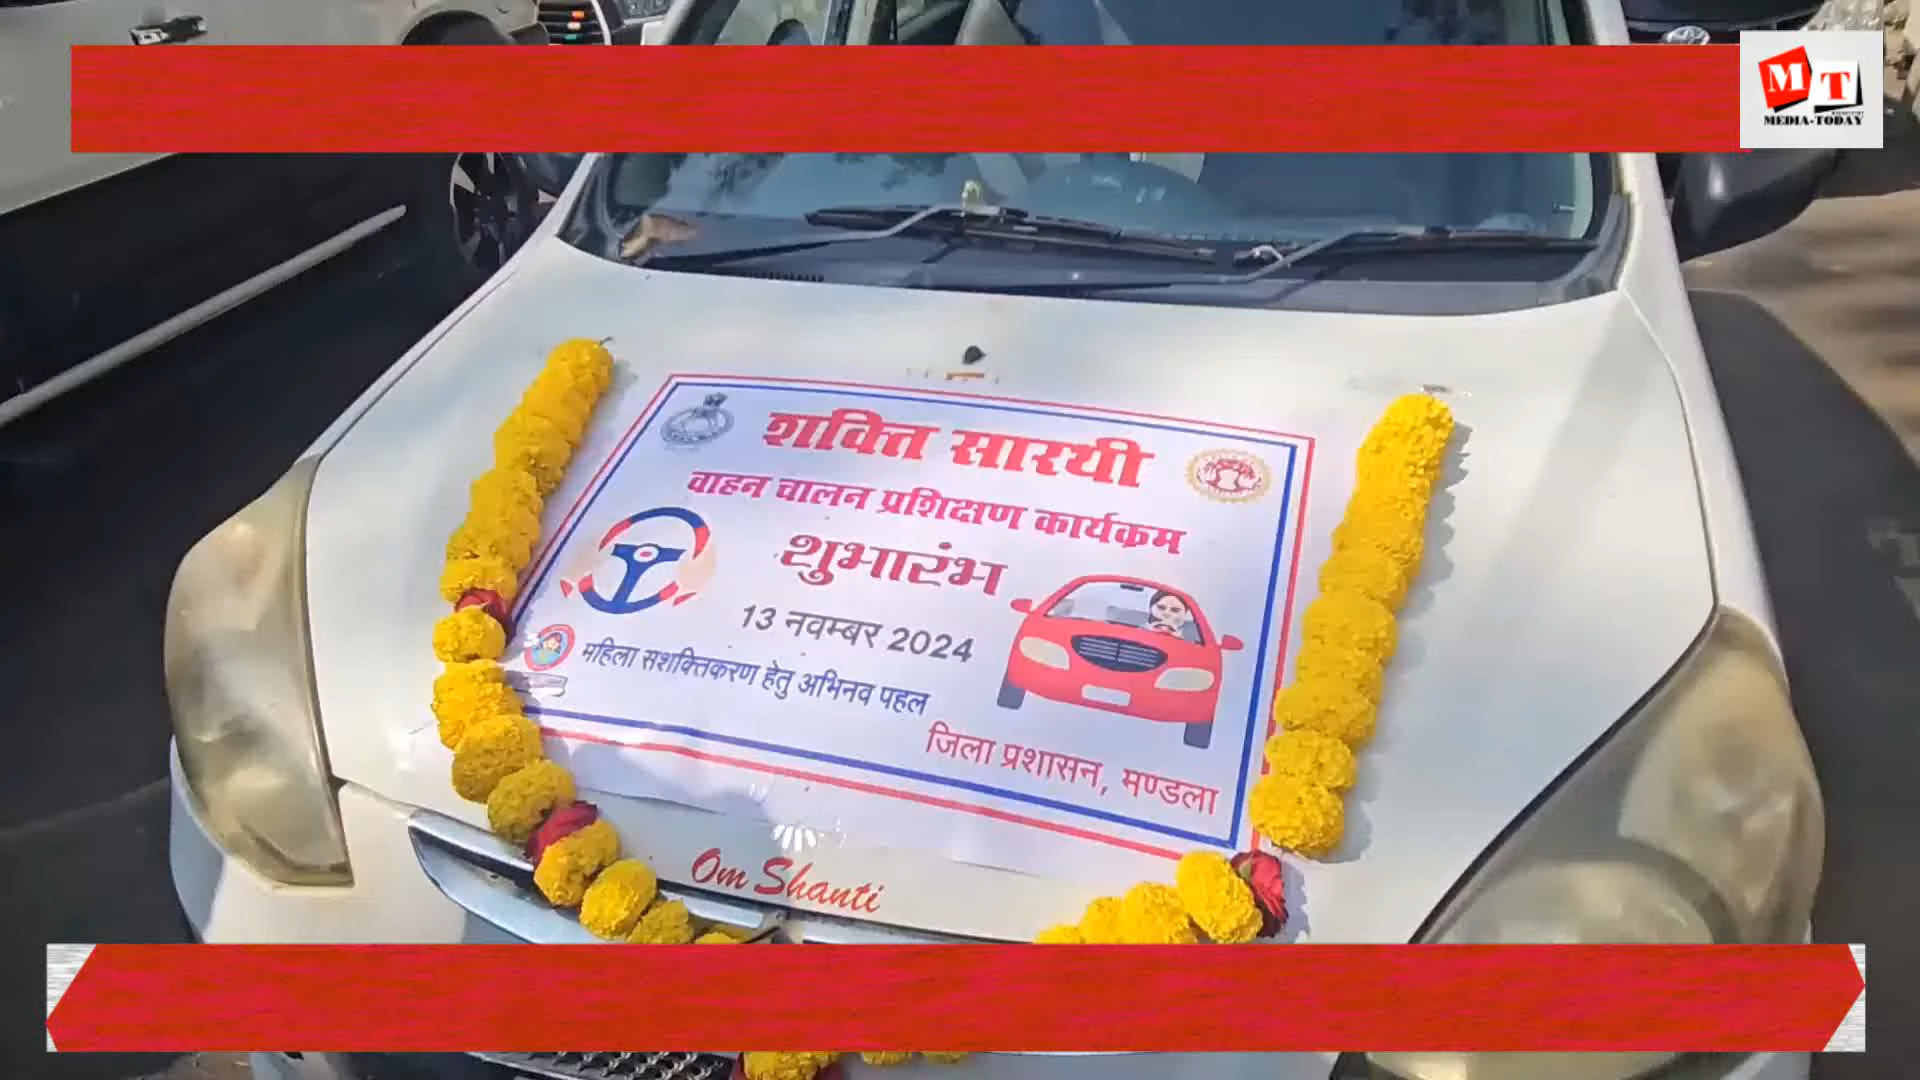 M T
MEDIA-TODAY
शक्ति सारथी
वाहन चालन प्रशिक्षण कार्यक्रम
शुभारंभ
13 नवम्बर 2024
महिला सशक्तिकरण हेतु अभिनव पहल
जिला प्रशासन, मण्डला
Om Shanti